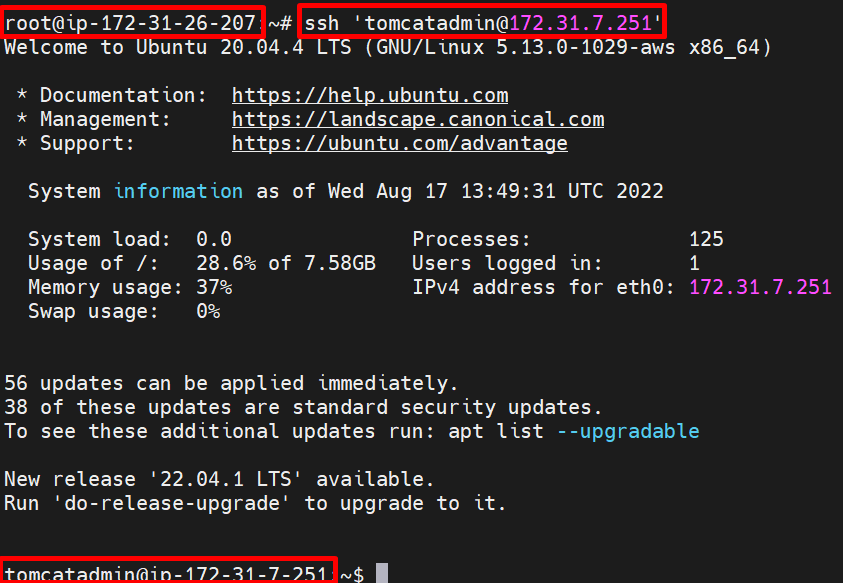 root@ip-172-31-26-207:~# ssh 'tomcatadmin@172.31.7.251'
Welcome to Ubuntu 20.04.4 LTS (GNU/Linux 5.13.0-1029-aws x86_64)
* Documentation: https://help.ubuntu.com
* Management: https://landscape.canonical.com
* Support: https://ubuntu.com/advantage
System information as of Wed Aug 17 13:49:31 UTC 2022
System load: 0.0 Processes: 125
Usage of /: 28.6% of 7.58GB Users logged in: 1
Memory usage: 37% IPv4 address for eth0: 172.31.7.251
Swap usage: 0%
56 updates can be applied immediately.
38 of these updates are standard security updates.
To see these additional updates run: apt list --upgradable
New release '22.04.1 LTS' available.
Run 'do-release-upgrade' to upgrade to it.
tomcatadmin@ip-172-31-7-251:~$